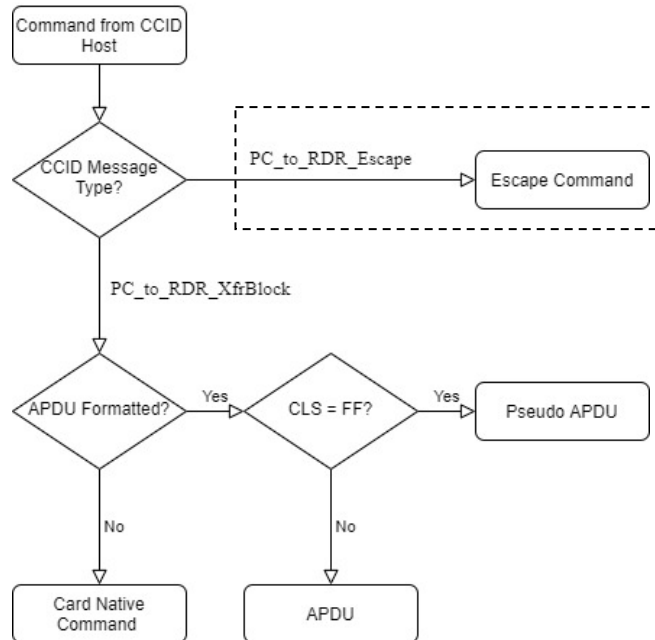 Command from CCID
Host
CCID Message
Type?
PC_to_RDR_Escape
Escape Command
PC_to_RDR_XfrBlock
APDU Formatted?
Yes
CLS = FF?
Yes
Pseudo APDU
No
No
Card Native
Command
APDU